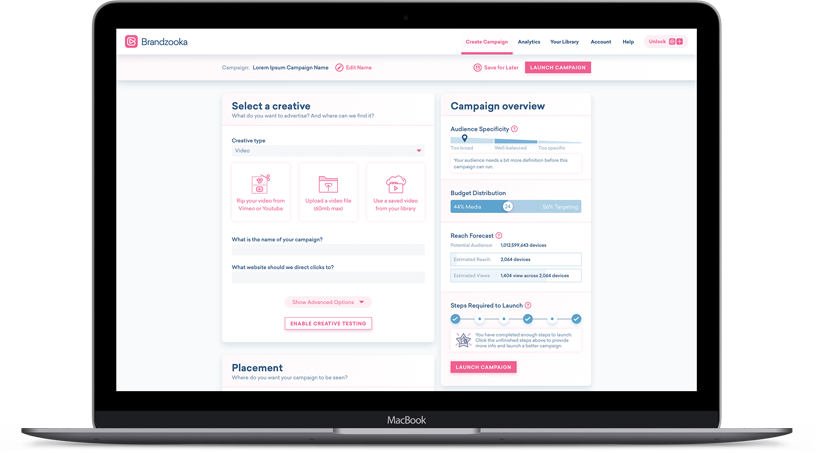 Brandzooka
Create Campaign Analytics Your Library Account Help Unlock
Campaign: Lorem Ipsum Campaign Name Edit Name Save for Later LAUNCH CAMPAIGN
Select a creative
What do you want to advertise? And where can we find it?
Creative type
Video
Rip your video from
Vimeo or Youtube
Upload a video file
(60mb max)
Use a saved video
from your library
What is the name of your campaign?
What website should we direct clicks to?
Show Advanced Options
ENABLE CREATIVE TESTING
Placement
Where do you want your campaign to be seen?
Campaign overview
Audience Specificity ?
Too broad Well-balanced Too specific
Your audience needs a bit more definition before this
campaign can run.
Budget Distribution
44% Media 56% Targeting
Reach Forecast ?
Potential Audience: 1,012,599,643 devices
Estimated Reach: 2,064 devices
Estimated Views: 1,404 view across 2,064 devices
Steps Required to Launch ?
You have completed enough steps to launch.
Click the unfinished steps above to provide
more info and launch a better campaign.
LAUNCH CAMPAIGN
MacBook